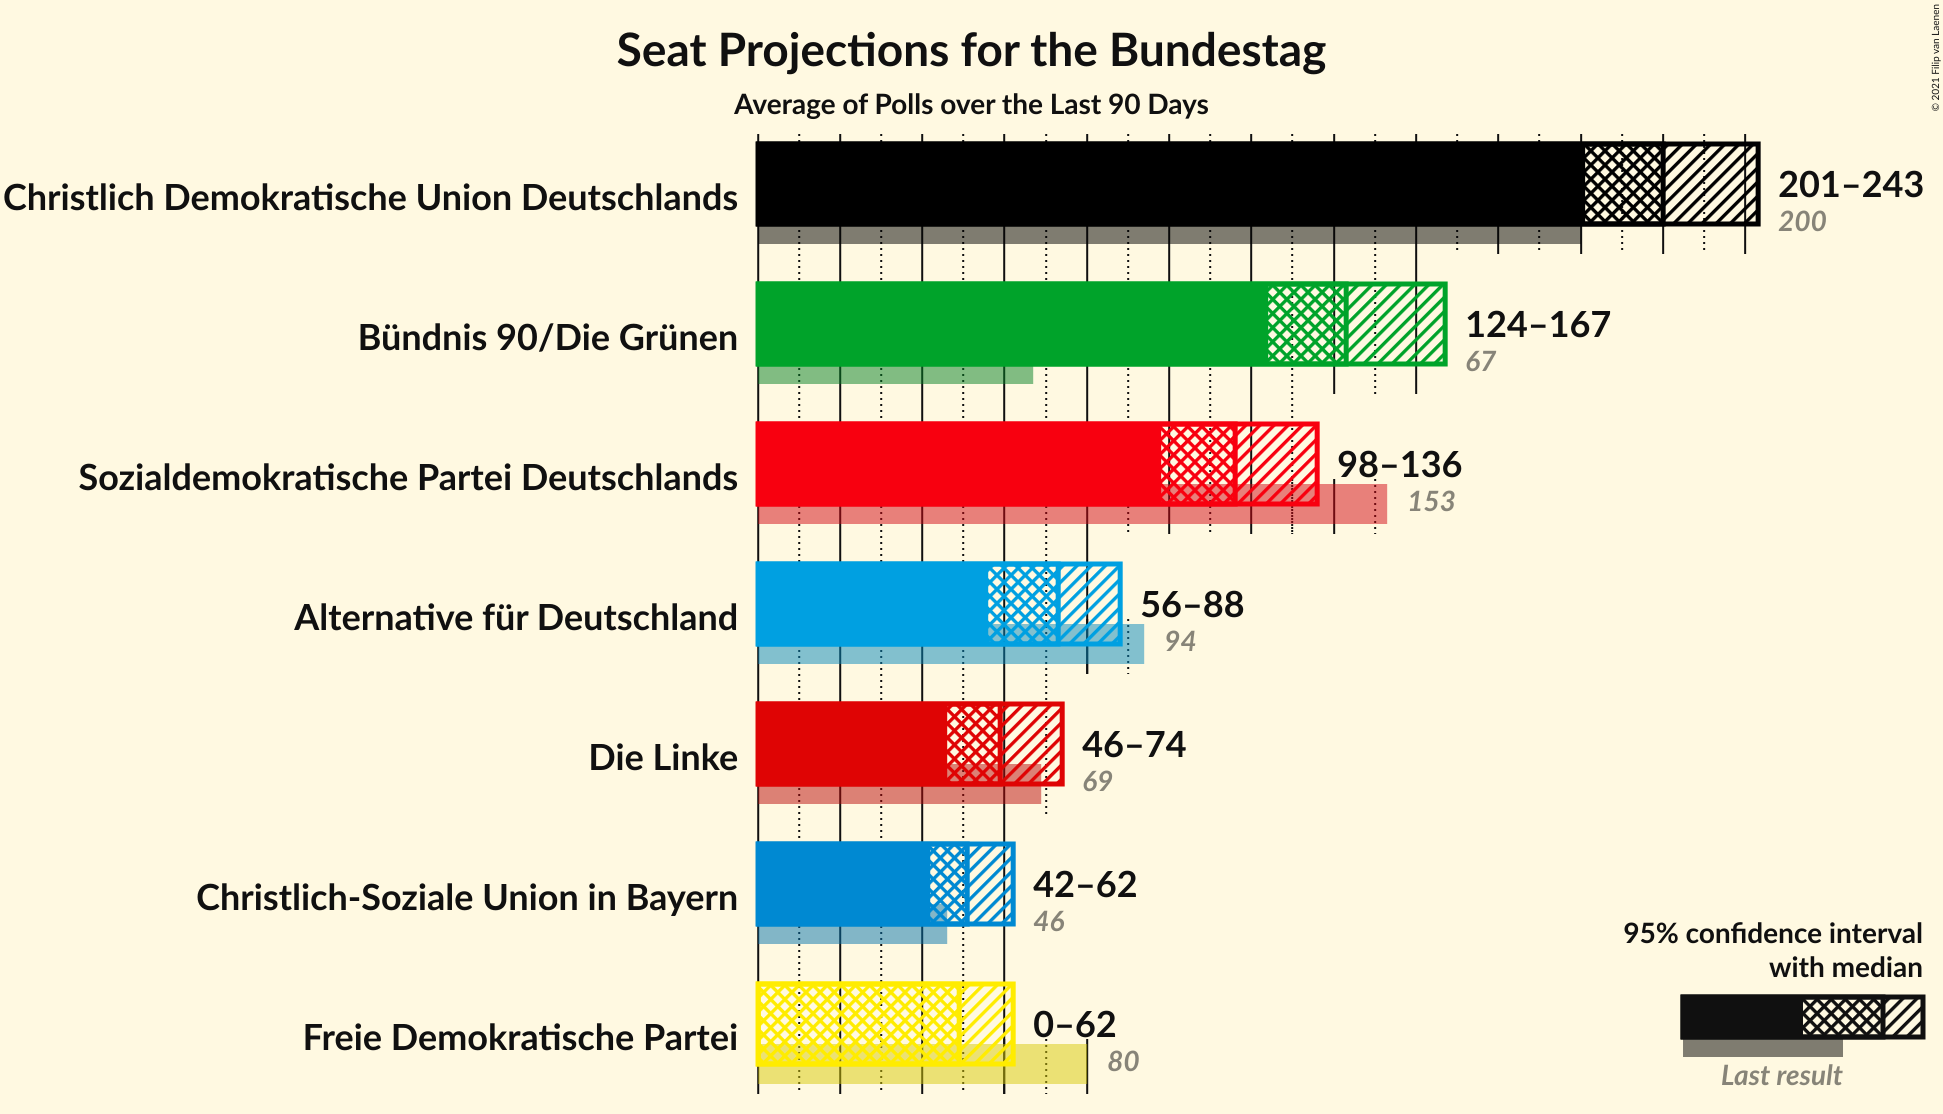 Seat Projections for the Bundestag
Average of Polls over the Last 90 Days
© 2021 Filip van Laenen
Christlich Demokratische Union Deutschlands
201–243
200
Bündnis 90/Die Grünen
124–167
67
Sozialdemokratische Partei Deutschlands
98–136
153
Alternative für Deutschland
56–88
94
Die Linke
46–74
69
Christlich-Soziale Union in Bayern
42–62
46
Freie Demokratische Partei
0–62
80
95% confidence interval
with median
Last result